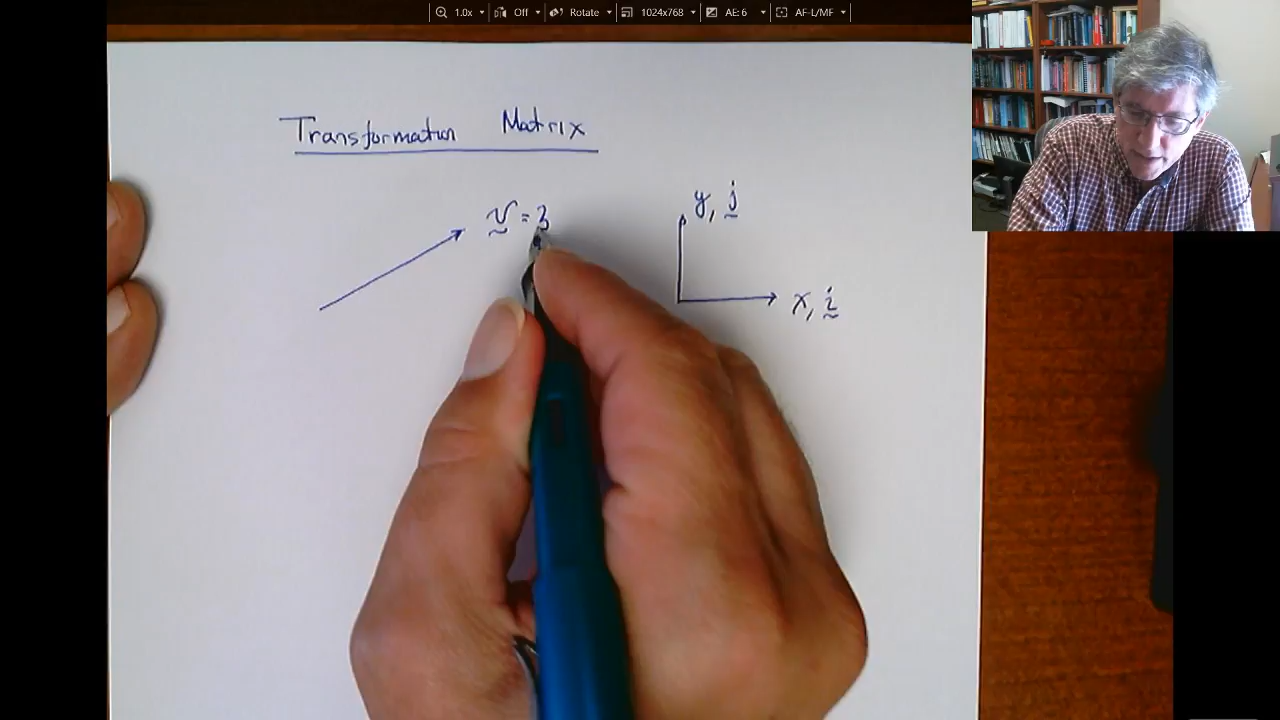 1.0x Off Rotate 1024x768 AE: 6 AF-L/MF
Transformation Matrix
v = 3
y, j
x, i